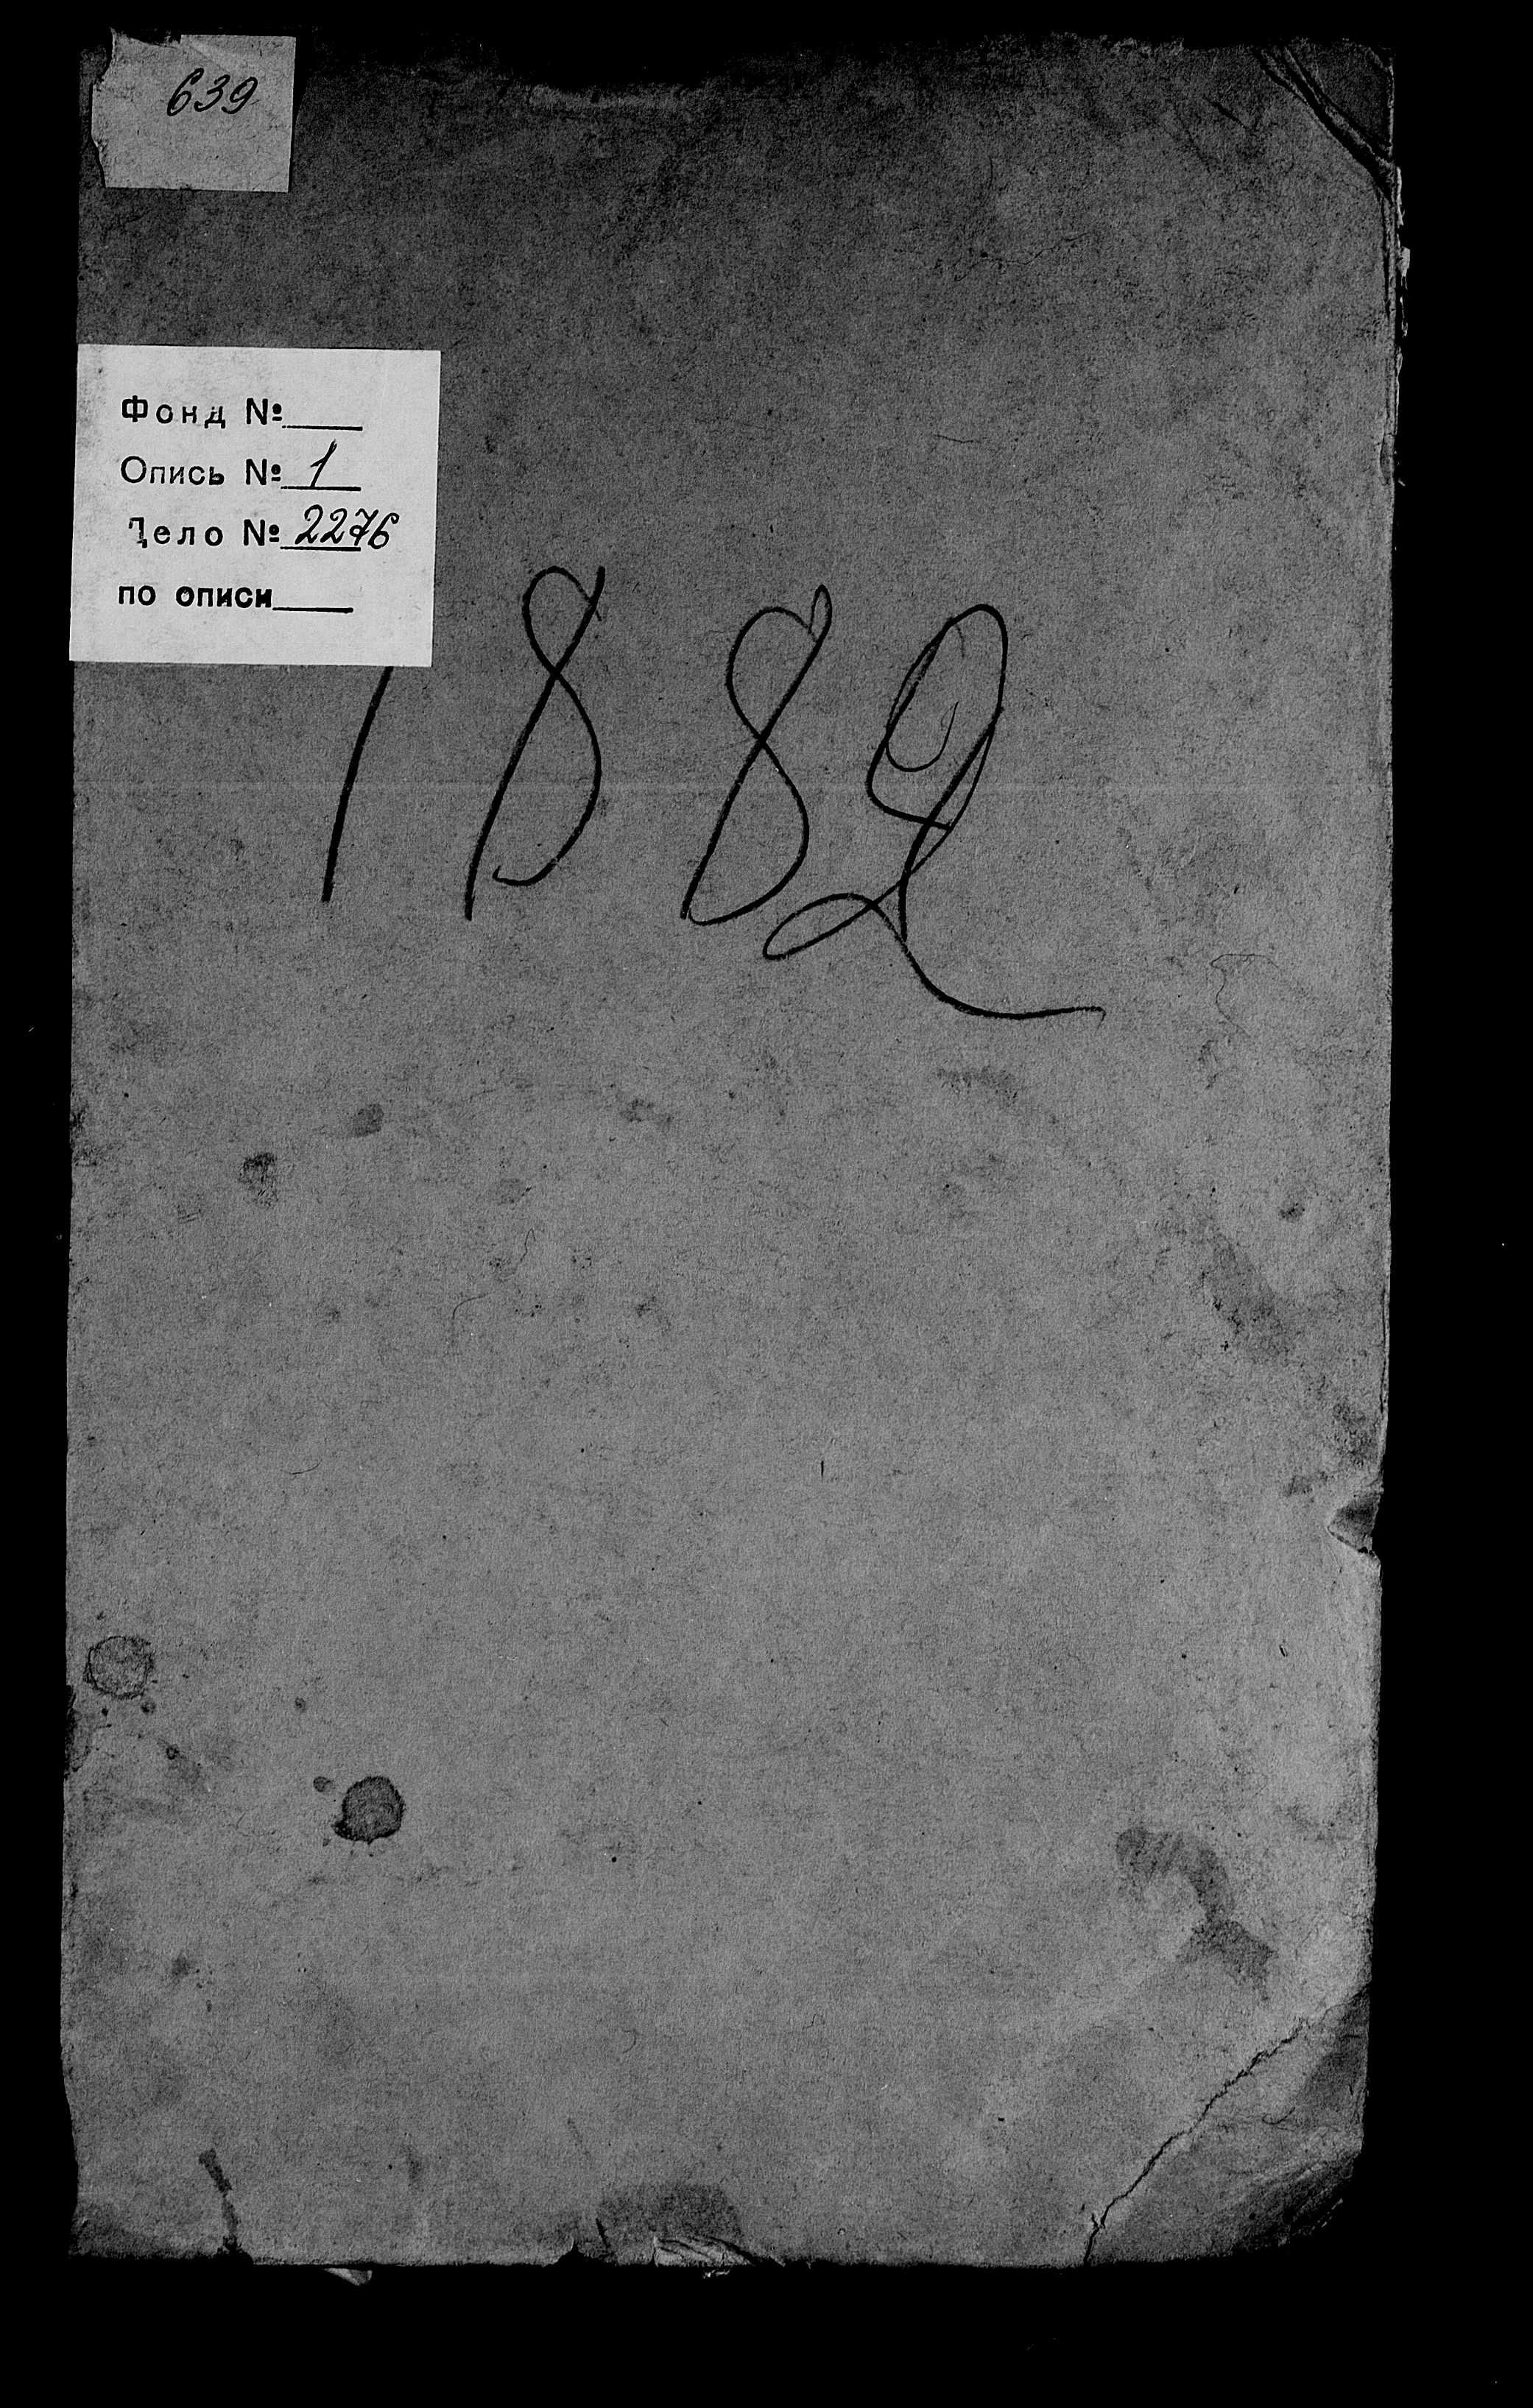 639
Фонд №
Опись № 1
Дело № 2276
по описи
1882